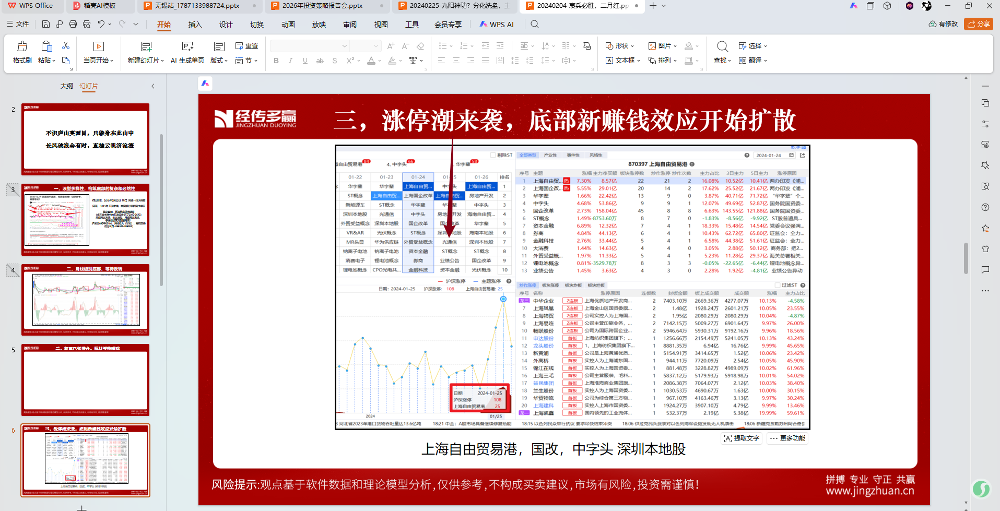 WPS Office
稻壳AI模板
无锡站_1787133988724.pptx
2026年投资策略报告会.pptx
20240225-九阳神功？分化洗盘，主
20240204-哀兵必胜，二月红.pp
文件
开始
插入
设计
切换
动画
放映
审阅
视图
工具
会员专享
WPS AI
有修改
分享
格式刷
粘贴
当页开始
新建幻灯片
AI 生成单页
版式
重置
节
形状
图片
文本框
排列
查找
选择
翻译
大纲
幻灯片
2
不识庐山真面目，只缘身在此山中
长风破浪会有时，直挂云帆济沧海
3
一、浪型多样性，构筑底部的复杂和必然性
4
二、月线级别底部，等待反转
5
6
三，涨停潮来袭，底部新赚钱效应开始扩散
经传多赢
JINGZHUAN DUOYING
三，涨停潮来袭，底部新赚钱效应开始扩散
剔除ST
海自由贸易港 84
4. 中字头 66
华字辈 58
01-22 01-23 01-24 01-25 01-26 排名
华字辈 华字辈 上海自由贸... 中字头 上海自由贸... 1
ST概念 上海自由贸... 上海国企改革 上海自由贸... 房地产开发 2
新能源车 ST概念 华字辈 华字辈 中字头 3
深圳本地股 光通信 中字头 房地产开发 海南自由贸... 4
外贸受益概念 深圳本地股 国企改革 国企改革 华字辈 5
VR&AR 光伏概念 ST概念 深圳本地股 海南本地股 6
MR头显 华为供应链 外贸受益概念 光通信 深圳本地股 7
钠离子电池 钠离子电池 资本金融 ST概念 ST概念 8
消费电子 锂电池概念 券商 业绩公告 国企改革 9
锂电池概念 CPO光电共... 金融科技 资本金融 光伏概念 10
沪深涨停 主题涨停
日期：2024-01-25 沪深涨停：108 上海自由贸易港：25
日期 2024-01-25
沪深涨停 108
上海自由贸易港 25
2024
01/25
全部类型 产业性 事件性 风格性
2024-01-24
870397 上海自由贸易港
序号 主题 涨幅 主力净买额 板块涨停数 炒作涨停 炒作次数 主力占比 3日主力 5日主力 涨停原因
1 上海自由贸... 热 7.30% 8.57亿 22 21 2 16.08% 10.52亿 10.41亿 两办印发《浦...
2 上海国企改... 热 5.55% 29.01亿 20 14 2 17.62% 25.52亿 21.67亿 两办印发《浦...
3 华字辈 1.66% 22.42亿 13 9 0 3.87% 40.71亿 71.72亿 “华字辈”个...
4 中字头 4.68% 53.86亿 9 9 1 12.07% 49.69亿 52.87亿 国务院国资委...
5 国企改革 2.73% 158.04亿 45 8 8 6.63% 143.55亿 121.88亿 国务院国资委...
6 ST概念 1.49% -8753.60万 8 7 0 -1.83% -8.56亿 -9.92亿 ST股普遍具...
7 资本金融 6.89% 12.32亿 7 4 1 18.33% 15.48亿 14.54亿 党委会议强调...
8 券商 4.84% 44.13亿 6 4 1 10.43% 62.72亿 65.80亿 证监会：全力...
9 金融科技 2.76% 33.44亿 5 4 1 6.58% 44.38亿 51.61亿 证监会：全力...
10 大消费 1.44% 14.63亿 4 4 0 3.05% 2.88亿 50.12亿 商务部：把2...
11 外贸受益概... 1.97% 11.33亿 5 4 1 5.23% 11.28亿 29.37亿 海关总署相关...
12 锂电池概念 0.81% -3529.78万 8 3 3 -0.05% -22.65亿 -6.44亿 锂电池概念异...
13 业绩公告 1.45% 3.63亿 4 3 0 2.28% 1.92亿 -4.81亿 业绩公告异动
炒作涨停 板块涨停 板块炸板 板块烂板
过滤ST
序号 名称 涨停原因 连板数 封板金额 板上成交额 成交额 涨幅 主力占比
龙三 中华企业 2连板 上海优质地产开发商... 2 7403.10万 2669.36万 4277.07万 10.13% -4.58%
7 上海凤凰 2连板 上海金山区国资委旗... 2 1.48亿 1928.24万 2601.21万 10.05% 23.55%
8 上海物贸 2连板 公司实控人为上海国... 2 1.95亿 2080.29万 2080.29万 10.04% -4.87%
9 上海易连 2连板 公司主营印刷业务，... 2 7142.15万 5009.27万 6901.64万 9.97% 26.00%
10 畅联股份 2连板 公司为国际跨国企业... 2 5946.64万 5930.31万 9192.16万 9.96% 18.56%
11 申达股份 首板 上海纺织集团旗下；... 1 1256.66万 2154.49万 5241.05万 10.13% 43.24%
12 龙头股份 首板 1、上海纺织集团旗下... 1 8881.35万 6.94亿 16.76亿 9.99% 45.65%
13 新黄浦 首板 公司是上海黄浦优质... 1 5154.91万 3414.65万 1.52亿 10.06% 23.42%
14 外高桥 首板 实控人为上海浦东国... 1 944.11万 7720.09万 2.54亿 10.05% 45.90%
15 锦江在线 首板 实控人为上海国资委... 1 881.48万 3228.82万 4989.09万 10.02% 61.96%
16 上海三毛 首板 公司主营服装、毛料... 1 5837.12万 5179.93万 5918.98万 10.01% 54.02%
17 益民集团 首板 上海淮海商业集团旗... 1 2086.38万 7064.07万 2.12亿 10.03% 38.40%
18 兰生股份 首板 实控人为上海国资委... 1 1030.53万 4690.67万 1.63亿 10.00% 30.15%
19 华贸物流 首板 公司为综合第三方物... 1 967.10万 4163.46万 3.13亿 9.97% 30.24%
20 上海建科 首板 实控人上海市国资委... 1 1924.27万 3907.10万 4.79亿 9.99% 13.46%
龙一 上海凯鑫 首板 国内领先的工业流体... 1 532.37万 2.19亿 5.38亿 19.99% 59.61%
河北省2023年港口货物吞吐量达13.6亿吨 18:21 中金：A股市场具备继续修复动能 18:15 以色列民众举行抗议 要求尽快结束冲突 18:06 伊拉克民兵武装对以色列海军设施发动无人机袭击 18:06 新疆克孜勒苏州阿合奇县
提取文字
更多功能
上海自由贸易港，国改，中字头 深圳本地股
风险提示:观点基于软件数据和理论模型分析,仅供参考,不构成买卖建议,市场有风险,投资需谨慎!
拼搏 专业 守正 共赢
www.jingzhuan.cn